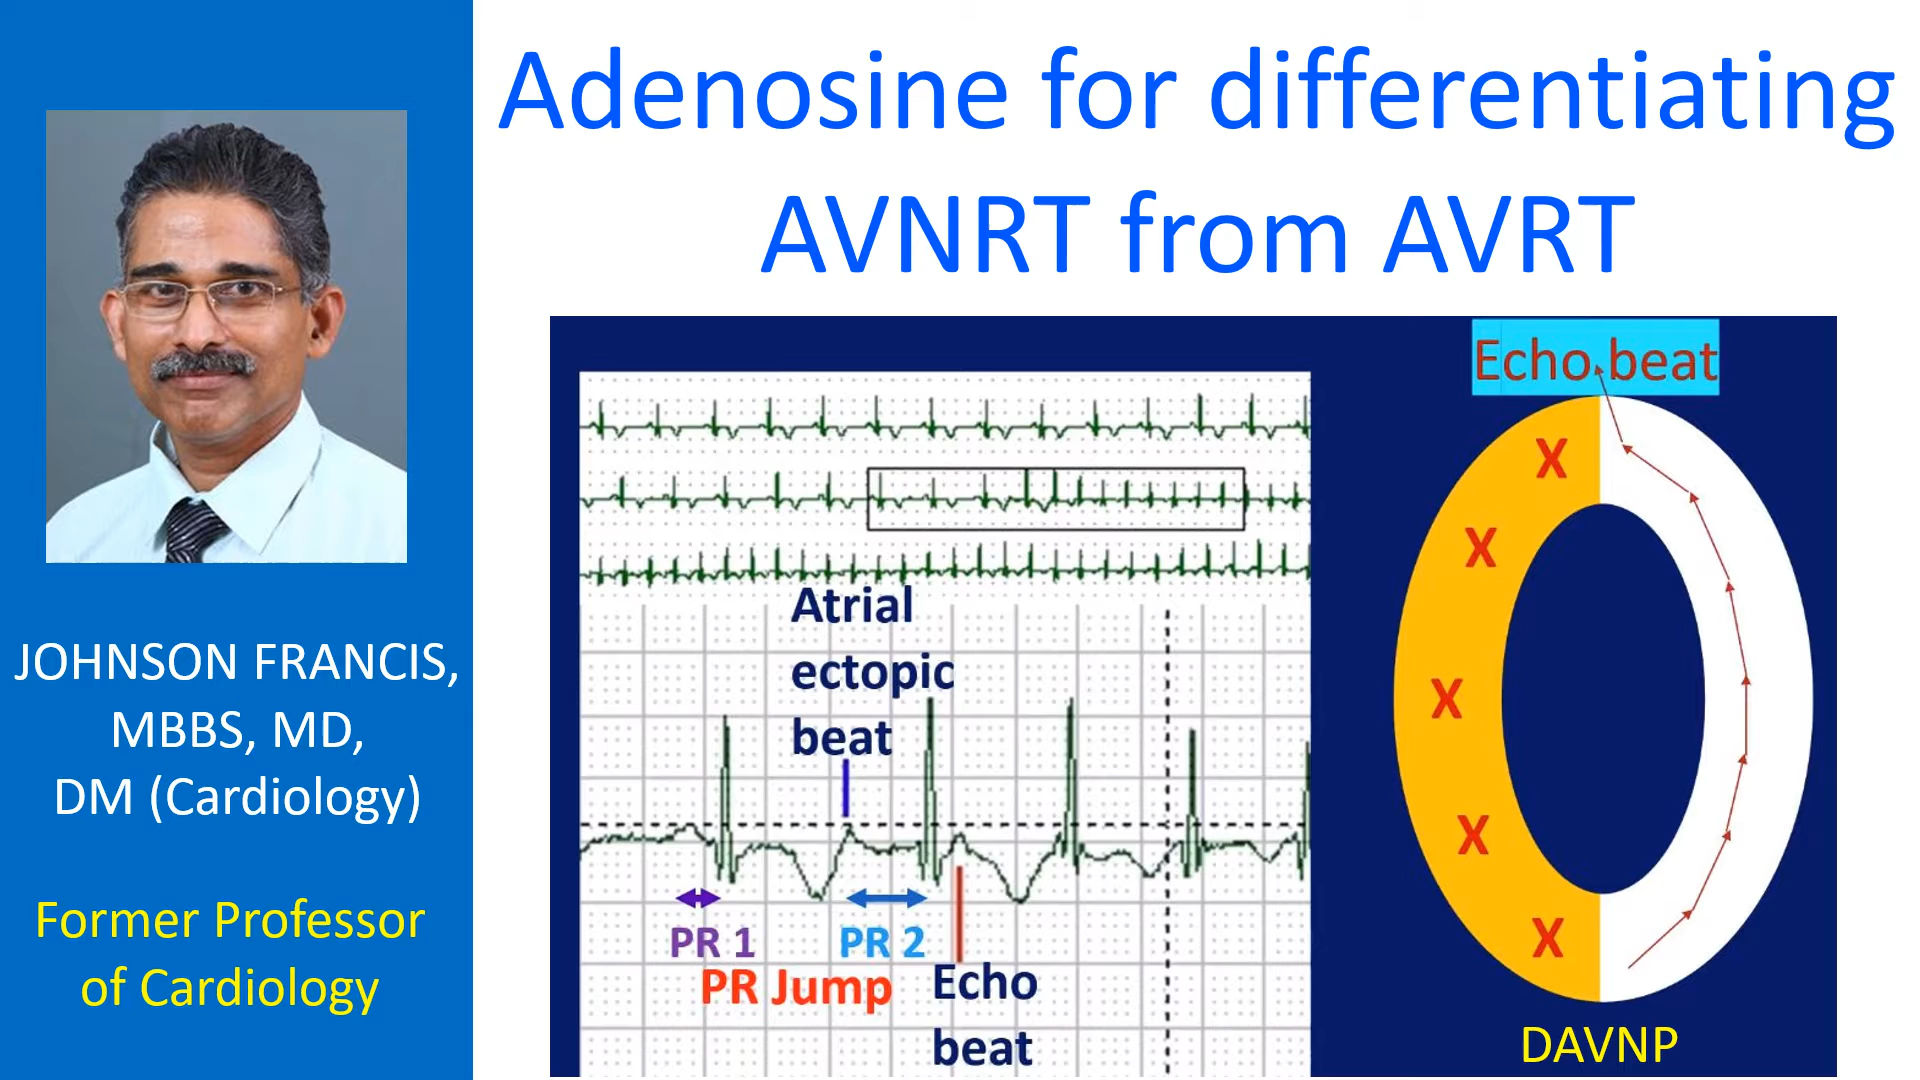 Adenosine for differentiating
AVNRT from AVRT
JOHNSON FRANCIS,
MBBS, MD,
DM (Cardiology)
Former Professor
of Cardiology
Atrial
ectopic
beat
PR 1
PR 2
PR Jump
Echo
beat
Echo beat
X
X
X
X
X
DAVNP